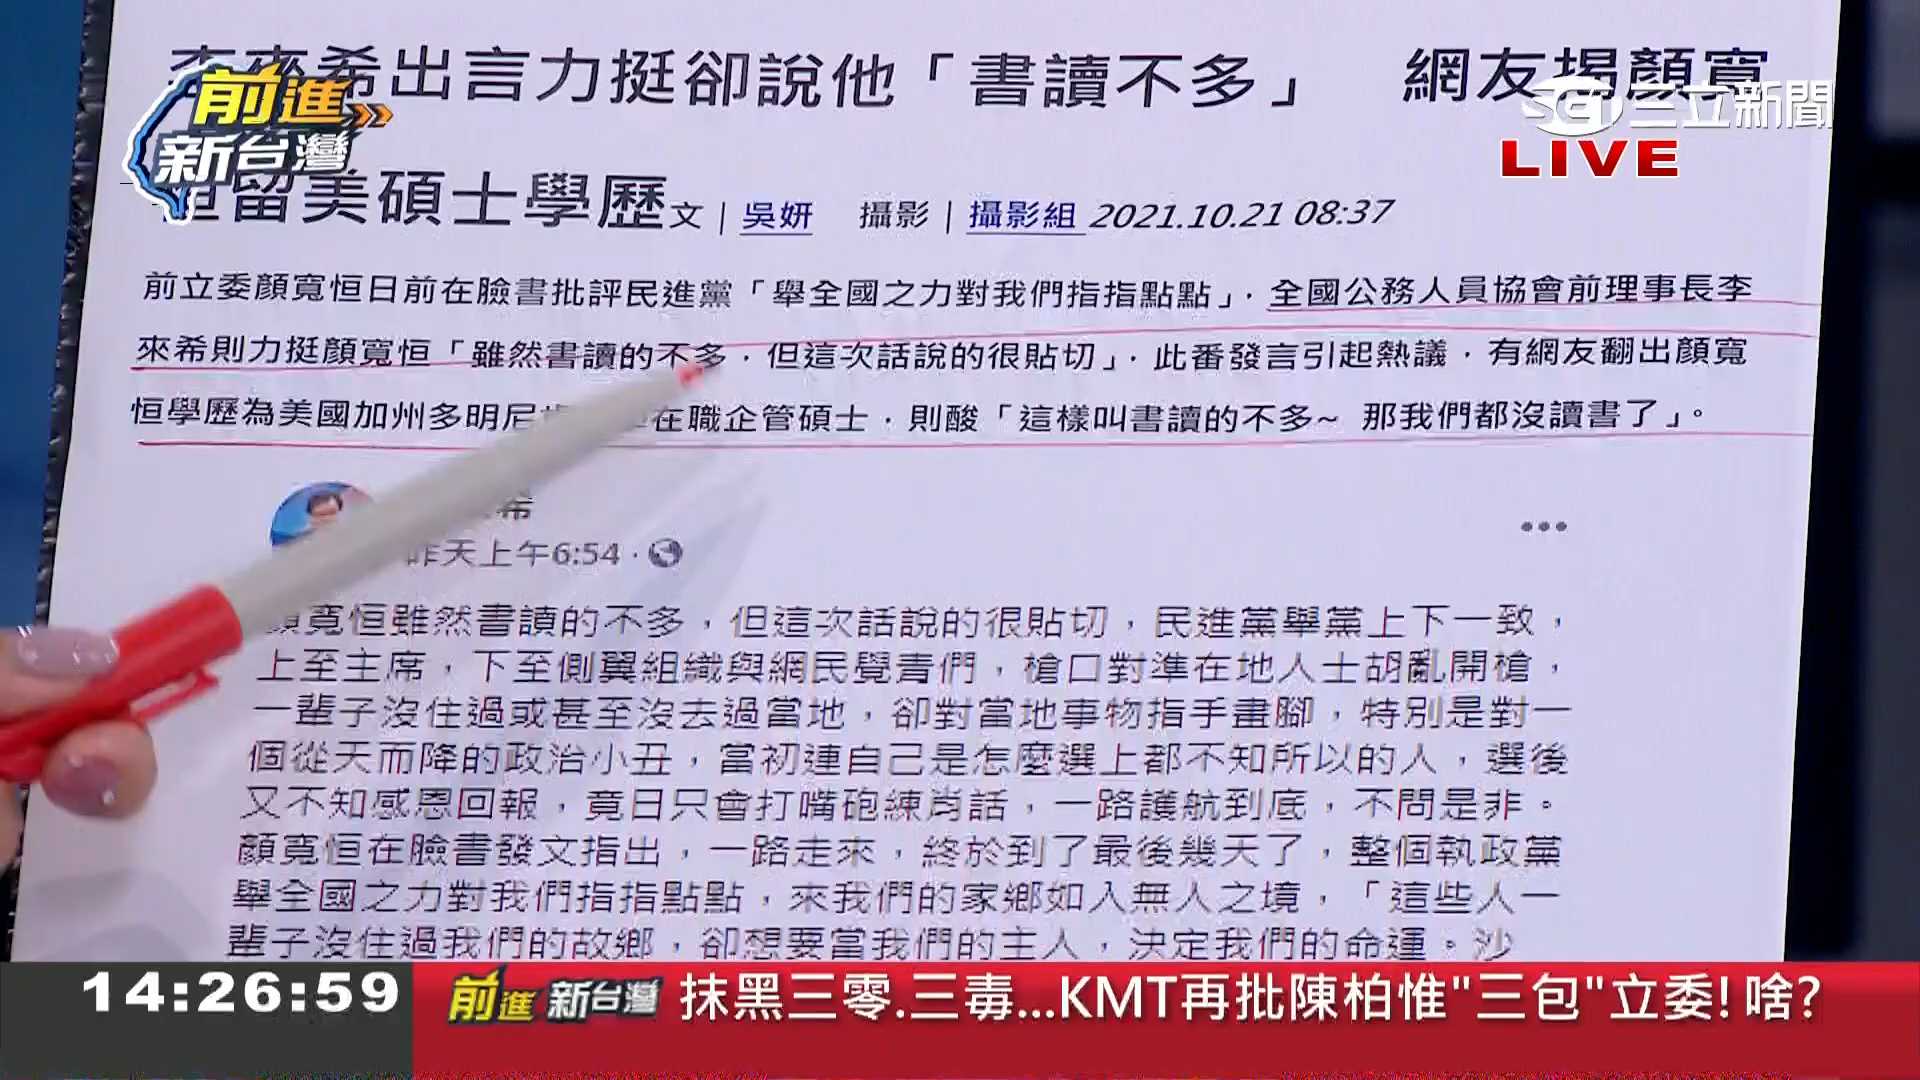 李來希出言力挺卻說他「書讀不多」 網友揭顏寬
恒留美碩士學歷文｜吳妍 攝影｜攝影組 2021.10.21 08:37
前進
新台灣
SET 三立新聞
LIVE
前立委顏寬恒日前在臉書批評民進黨「舉全國之力對我們指指點點」，全國公務人員協會前理事長李
來希則力挺顏寬恒「雖然書讀的不多，但這次話說的很貼切」，此番發言引起熱議，有網友翻出顏寬
恒學歷為美國加州多明尼 在職企管碩士，則酸「這樣叫書讀的不多~ 那我們都沒讀書了」。
希
昨天上午6:54 ·
顏寬恒雖然書讀的不多，但這次話說的很貼切，民進黨舉黨上下一致，
上至主席，下至側翼組織與網民覺青們，槍口對準在地人士胡亂開槍，
一輩子沒住過或甚至沒去過當地，卻對當地事物指手畫腳，特別是對一
個從天而降的政治小丑，當初連自己是怎麼選上都不知所以的人，選後
又不知感恩回報，竟日只會打嘴砲練肖話，一路護航到底，不問是非。
顏寬恒在臉書發文指出，一路走來，終於到了最後幾天了，整個執政黨
舉全國之力對我們指指點點，來我們的家鄉如入無人之境，「這些人一
輩子沒住過我們的故鄉，卻想要當我們的主人，決定我們的命運。沙
14:26:59 前進新台灣 抹黑三零.三毒...KMT再批陳柏惟"三包"立委!啥?